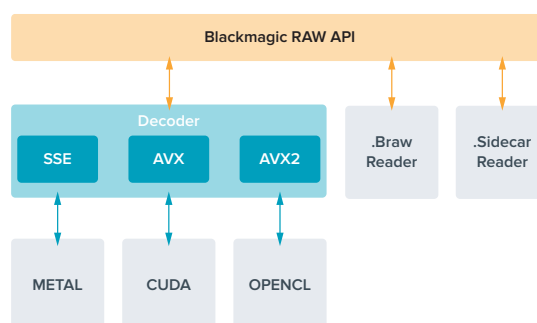 Blackmagic RAW API
Decoder
SSE
AVX
AVX2
.Braw
Reader
.Sidecar
Reader
METAL
CUDA
OPENCL